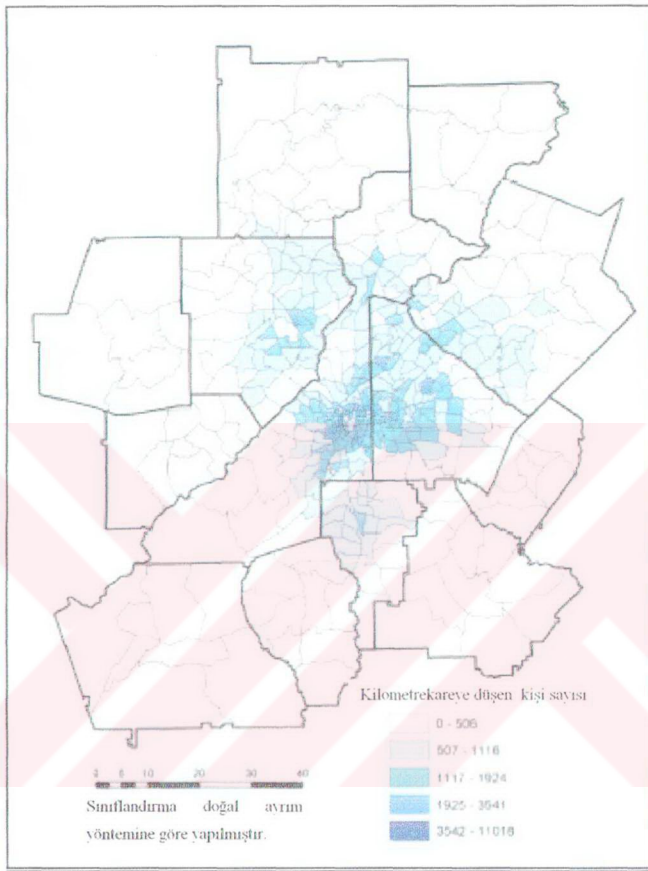 Kilometrekareye düşen kişi sayısı
0 - 506
507 - 1116
1117 - 1924
1925 - 3541
3542 - 11018
0 5 10 20 30 40
Sınıflandırma doğal ayrım
yöntemine göre yapılmıştır.